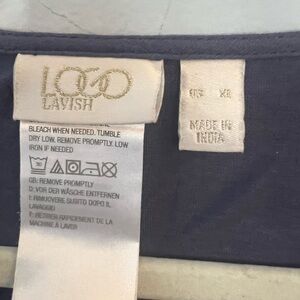 LOGO
LAVISH
BLEACH WHEN NEEDED. TUMBLE
DRY LOW. REMOVE PROMPTLY. LOW
IRON IF NEEDED
GB: REMOVE PROMPTLY
D: VOR DER WÄSCHE ENTFERNEN
I: RIMUOVERE SUBITO DOPO IL
LAVAGGIO
F: RETIRER RAPIDEMENT DE LA
MACHINE À LAVER
MADE IN
INDIA